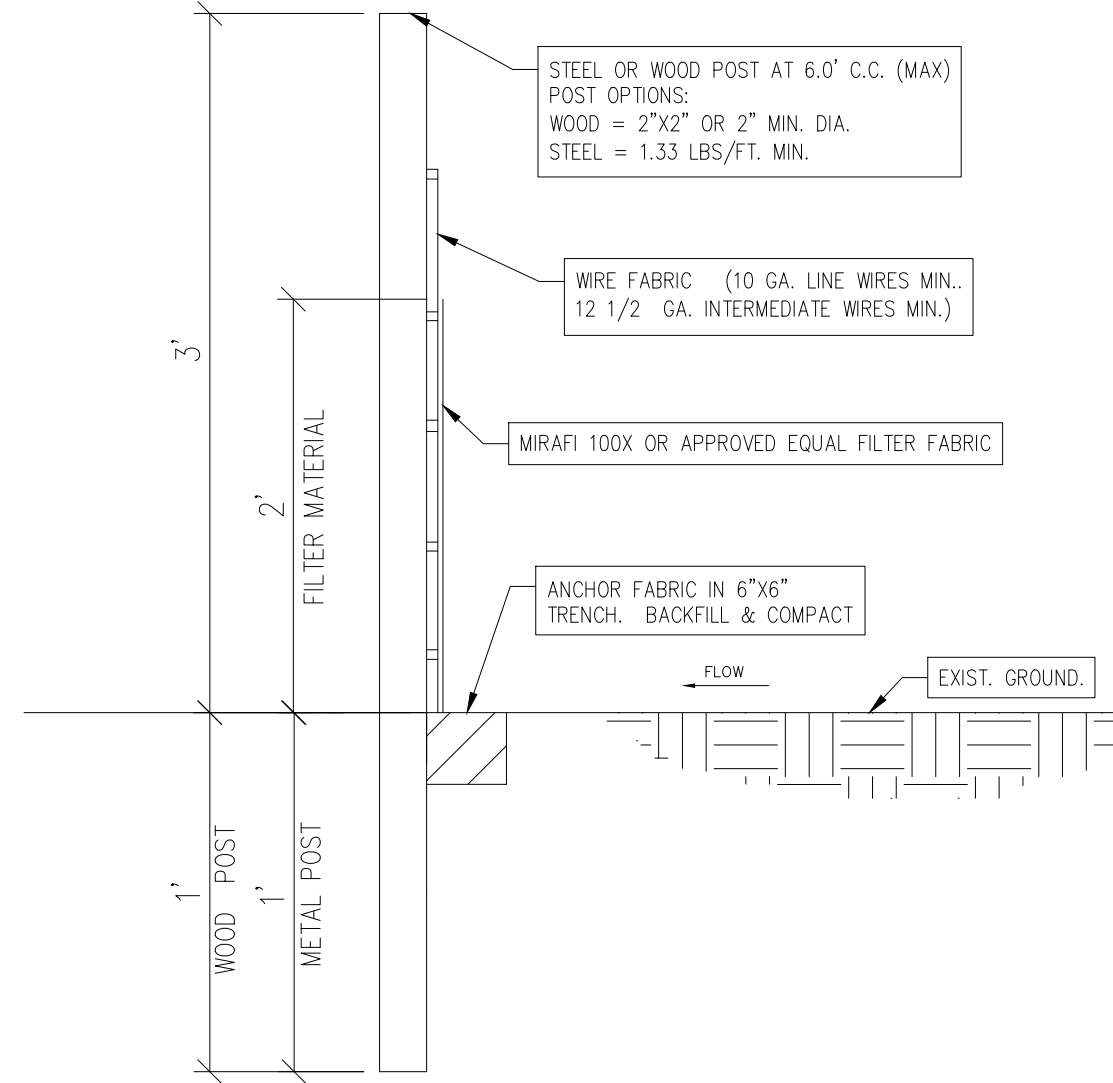 STEEL OR WOOD POST AT 6.0' C.C. (MAX)
POST OPTIONS:
WOOD = 2"X2" OR 2" MIN. DIA.
STEEL = 1.33 LBS/FT. MIN.
WIRE FABRIC (10 GA. LINE WIRES MIN..
12 1/2 GA. INTERMEDIATE WIRES MIN.)
3'
2'
FILTER MATERIAL
MIRAFI 100X OR APPROVED EQUAL FILTER FABRIC
ANCHOR FABRIC IN 6"X6"
TRENCH. BACKFILL & COMPACT
FLOW
EXIST. GROUND.
1'
WOOD POST
1'
METAL POST